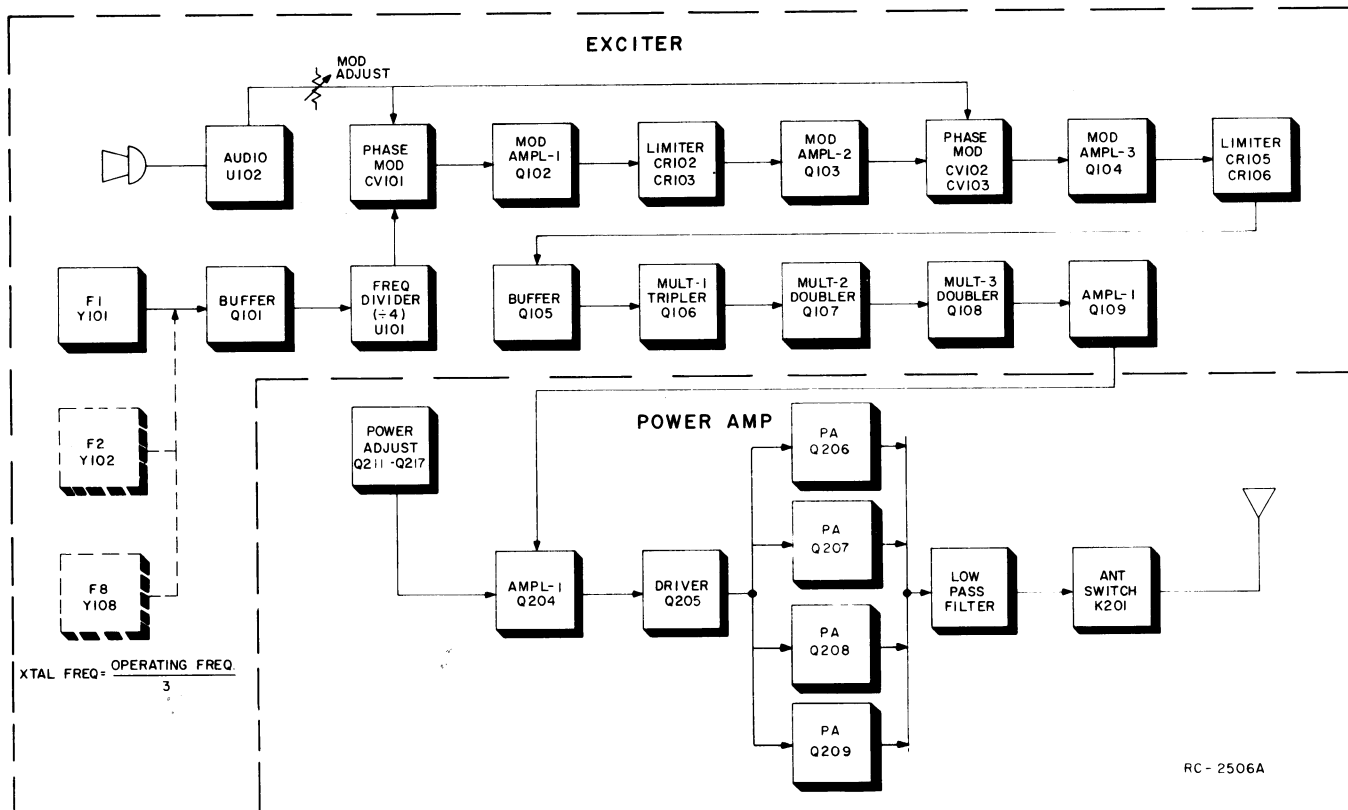 EXCITER
MOD
ADJUST
AUDIO
U102
PHASE
MOD
CV101
MOD
AMPL-1
Q102
LIMITER
CR102
CR103
MOD
AMPL-2
Q103
PHASE
MOD
CV102
CV103
MOD
AMPL-3
Q104
LIMITER
CR105
CR106
F1
Y101
BUFFER
Q101
FREQ
DIVIDER
(÷4)
U101
BUFFER
Q105
MULT-1
TRIPLER
Q106
MULT-2
DOUBLER
Q107
MULT-3
DOUBLER
Q108
AMPL-1
Q109
F2
Y102
F8
Y108
XTAL FREQ= OPERATING FREQ.
3
POWER AMP
POWER
ADJUST
Q211-Q217
AMPL-1
Q204
DRIVER
Q205
PA
Q206
PA
Q207
PA
Q208
PA
Q209
LOW
PASS
FILTER
ANT
SWITCH
K201
RC-2506A